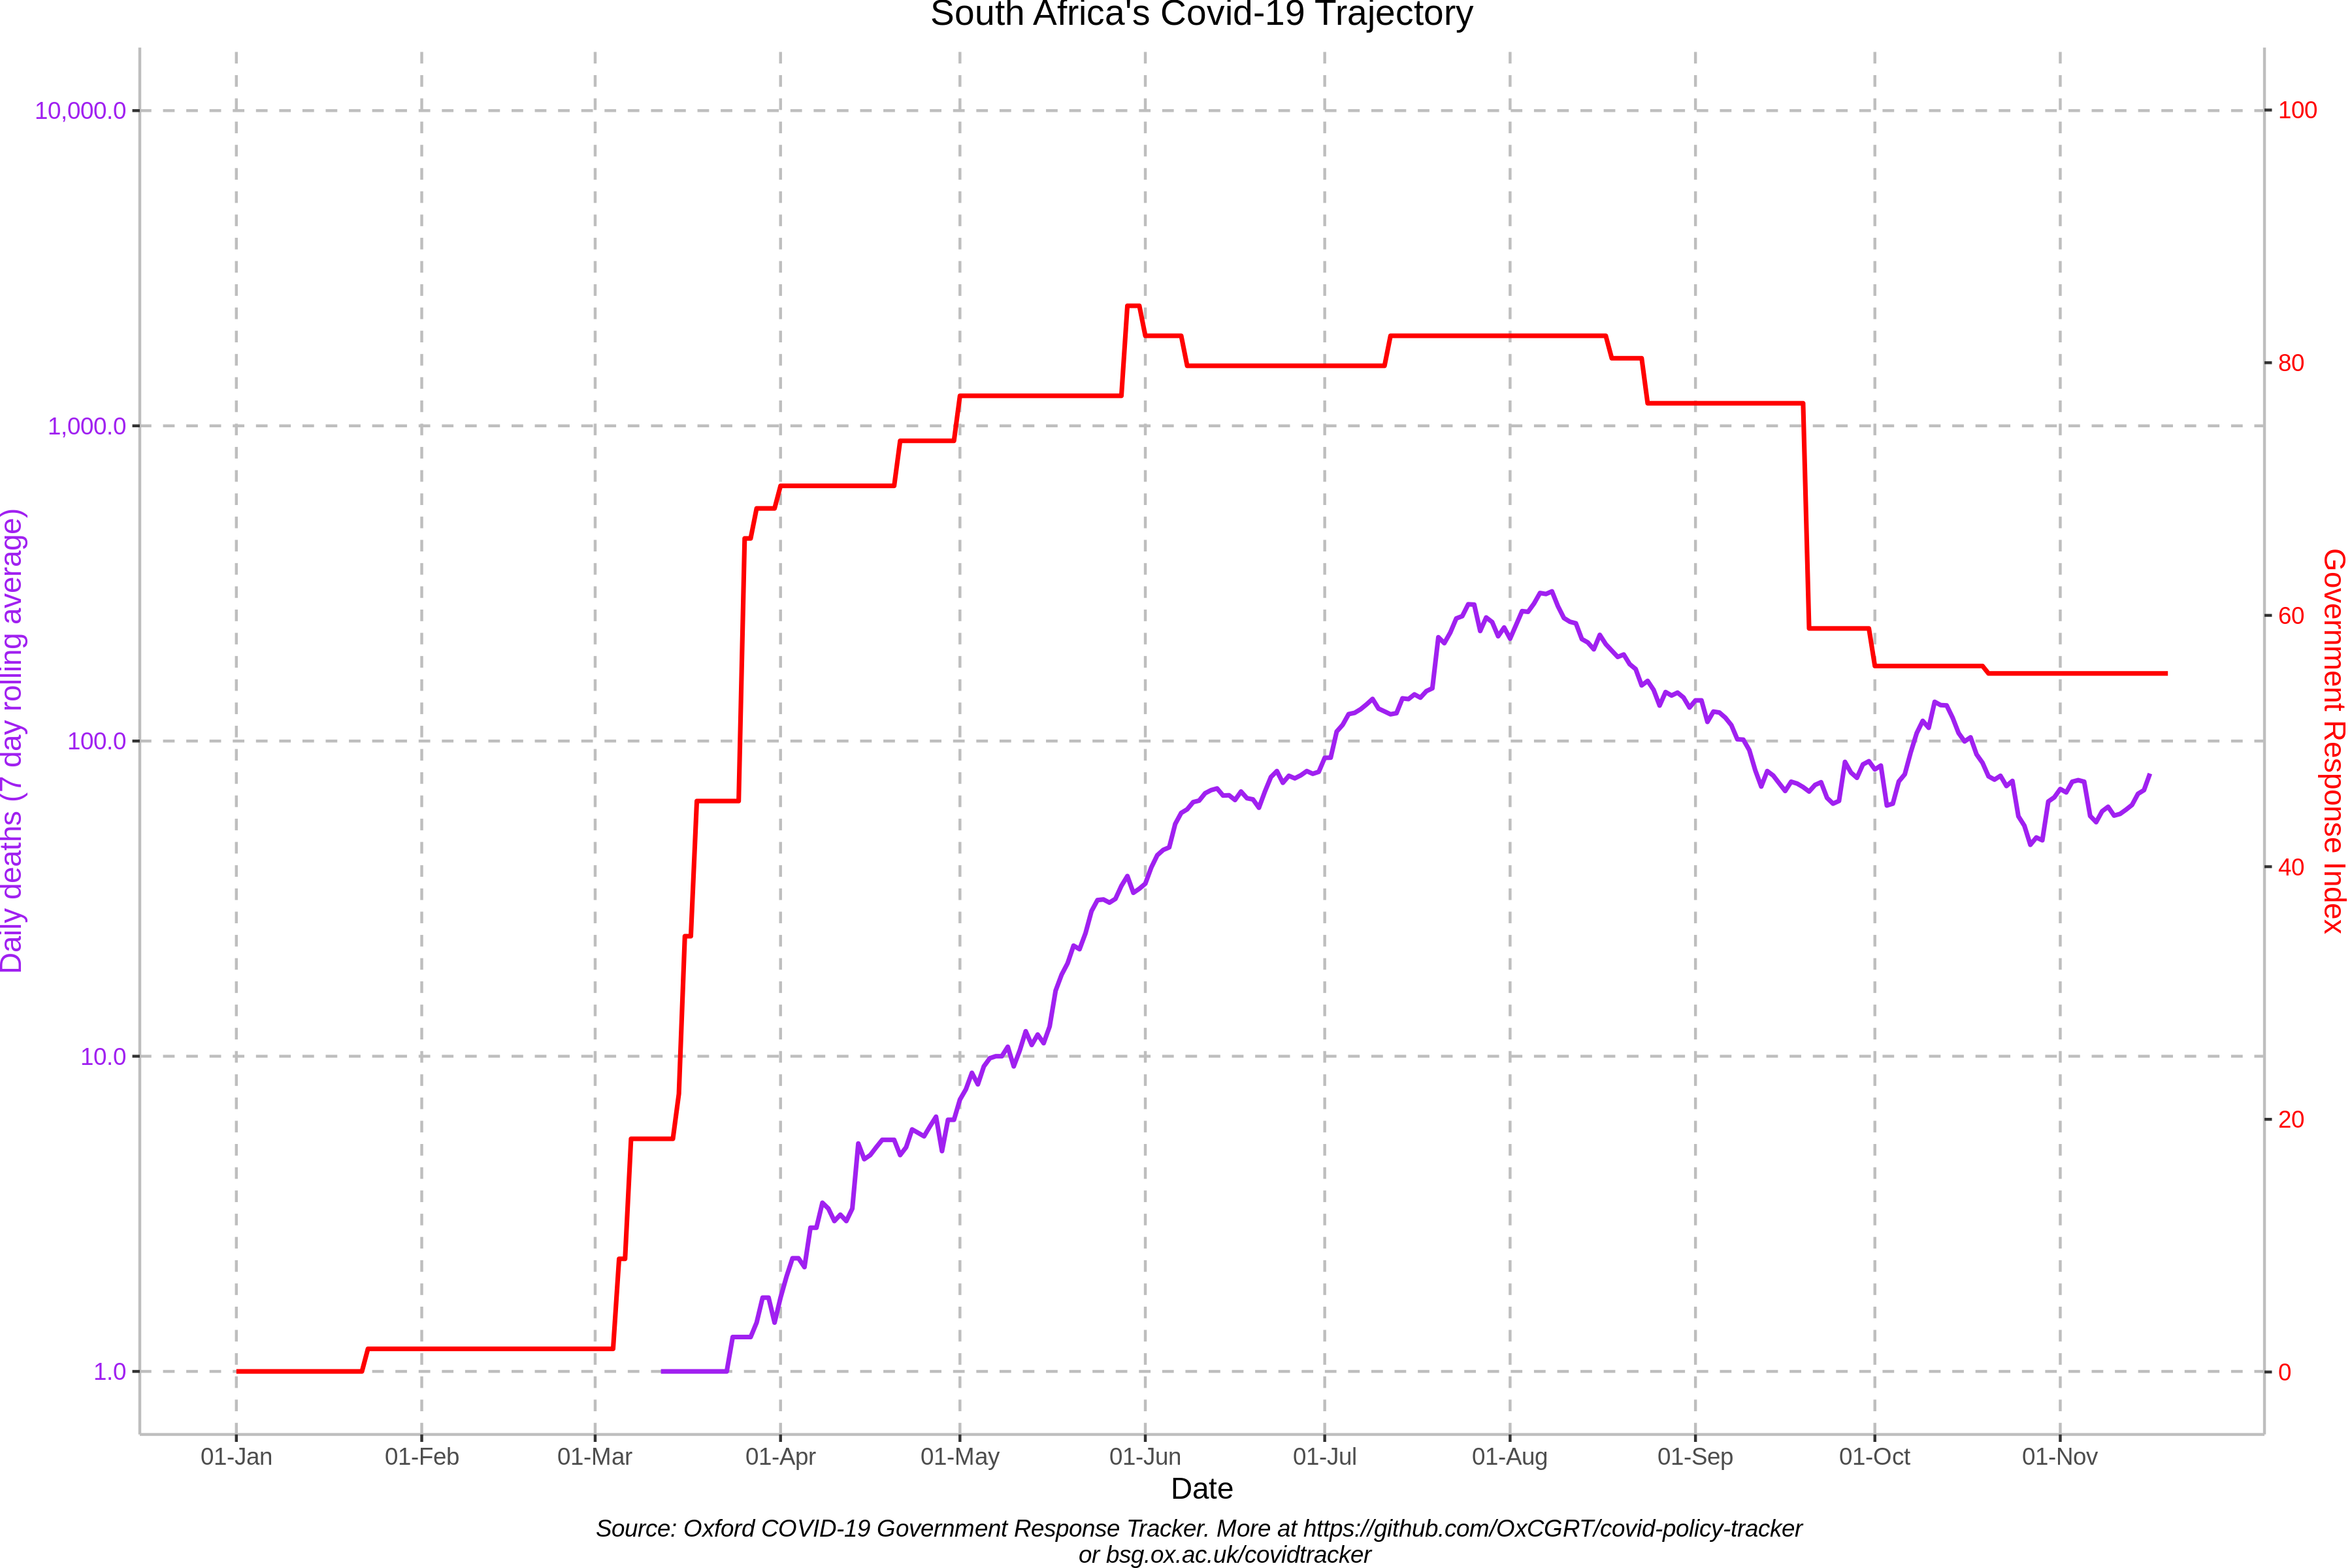 South Africa's Covid-19 Trajectory
10,000.0
1,000.0
100.0
10.0
1.0
Daily deaths (7 day rolling average)
100
80
60
40
20
0
Government Response Index
01-Jan 01-Feb 01-Mar 01-Apr 01-May 01-Jun 01-Jul 01-Aug 01-Sep 01-Oct 01-Nov
Date
Source: Oxford COVID-19 Government Response Tracker. More at https://github.com/OxCGRT/covid-policy-tracker
or bsg.ox.ac.uk/covidtracker